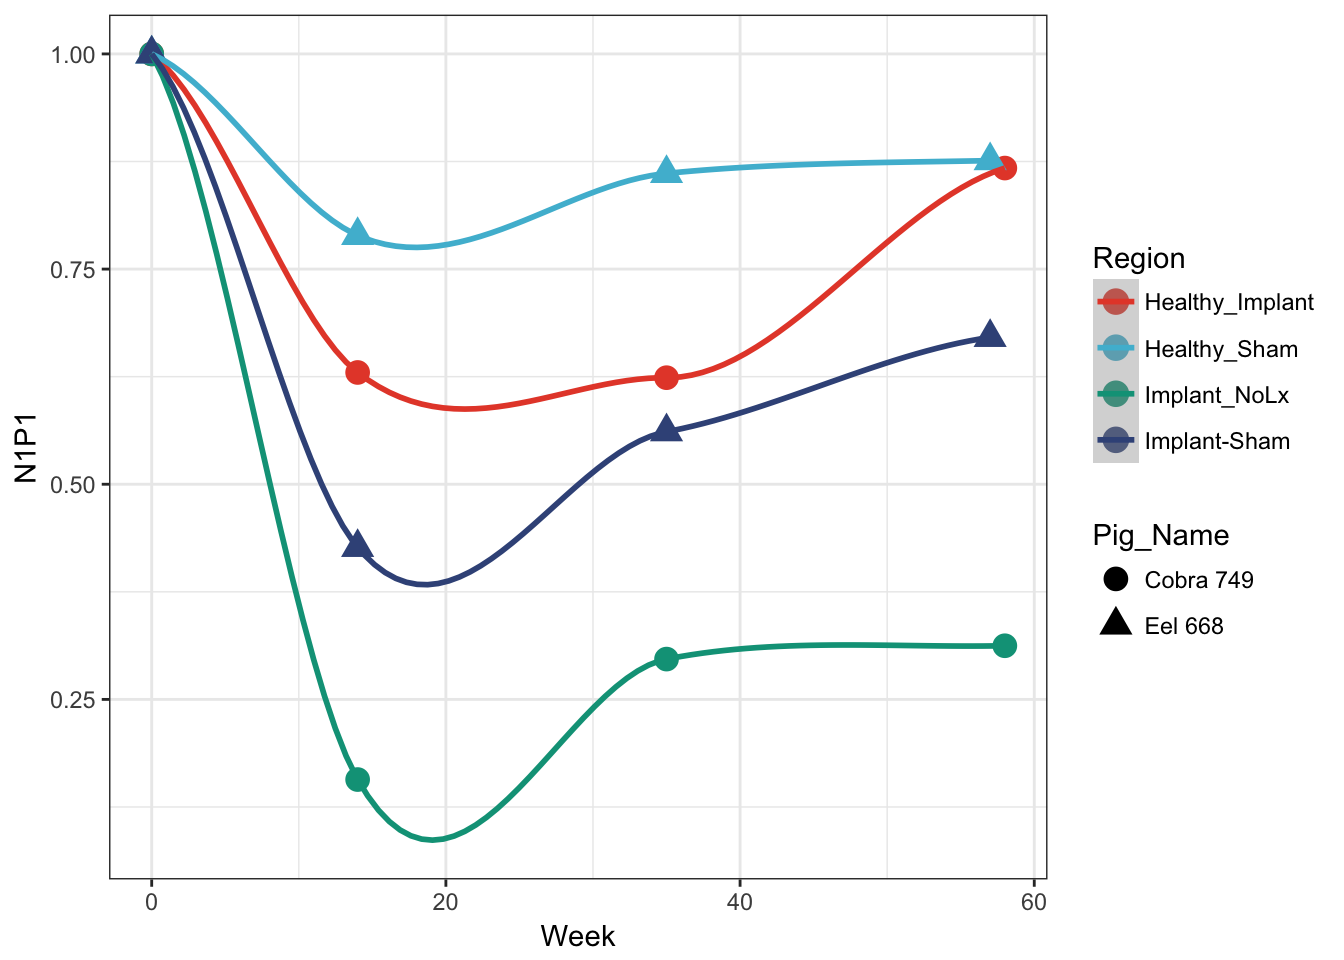 1.00
0.75
0.50
0.25
N1P1
0
20
40
60
Week
Region
Healthy_Implant
Healthy_Sham
Implant_NoLx
Implant-Sham
Pig_Name
Cobra 749
Eel 668